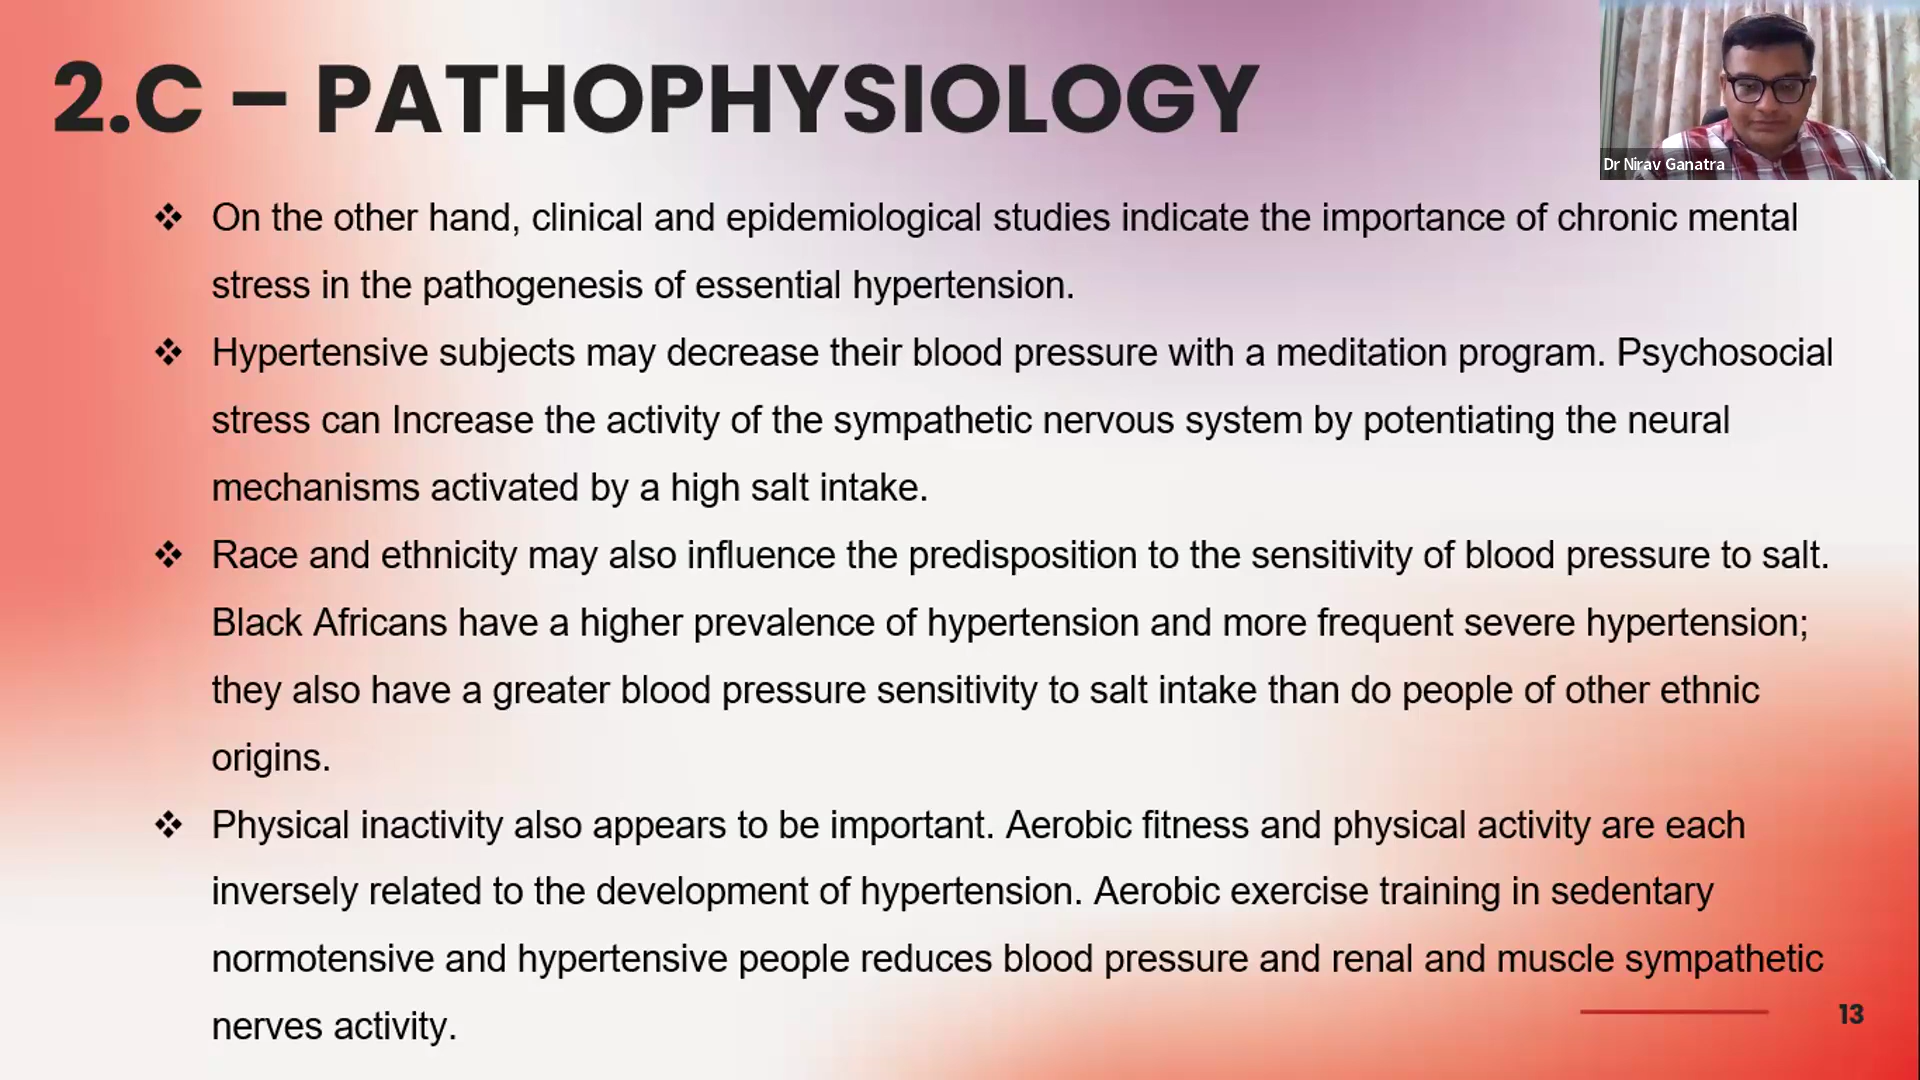 2.C – PATHOPHYSIOLOGY
Dr Nirav Ganatra
❖ On the other hand, clinical and epidemiological studies indicate the importance of chronic mental
stress in the pathogenesis of essential hypertension.
❖ Hypertensive subjects may decrease their blood pressure with a meditation program. Psychosocial
stress can Increase the activity of the sympathetic nervous system by potentiating the neural
mechanisms activated by a high salt intake.
❖ Race and ethnicity may also influence the predisposition to the sensitivity of blood pressure to salt.
Black Africans have a higher prevalence of hypertension and more frequent severe hypertension;
they also have a greater blood pressure sensitivity to salt intake than do people of other ethnic
origins.
❖ Physical inactivity also appears to be important. Aerobic fitness and physical activity are each
inversely related to the development of hypertension. Aerobic exercise training in sedentary
normotensive and hypertensive people reduces blood pressure and renal and muscle sympathetic
nerves activity.
13